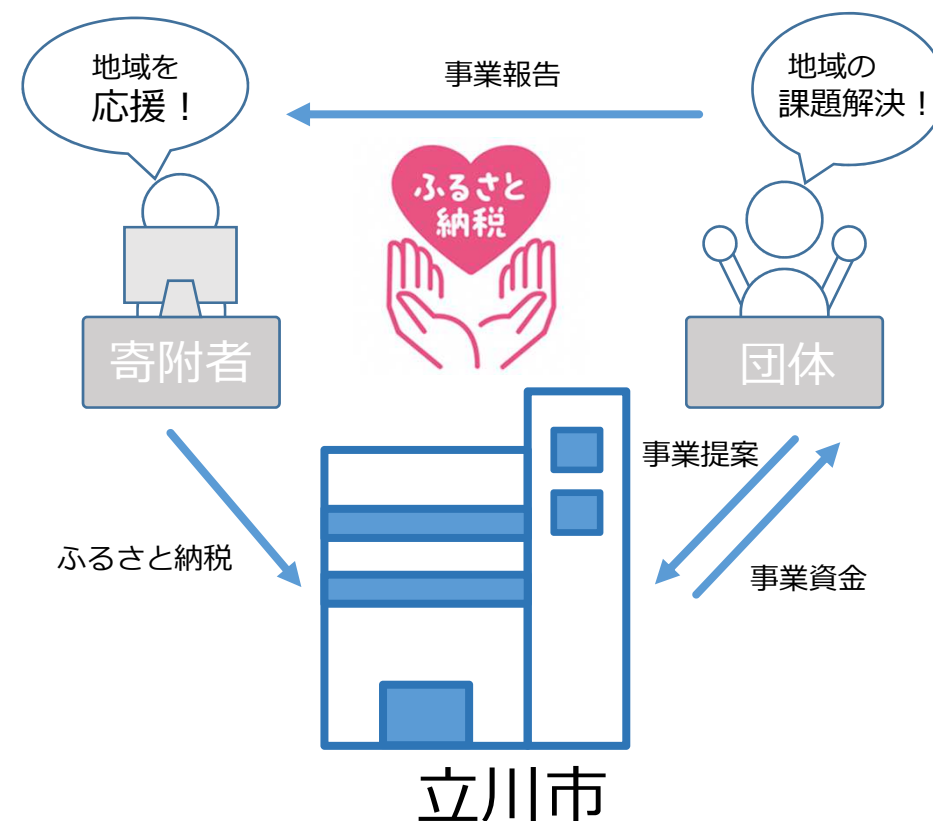 地域を
応援！
事業報告
地域の
課題解決！
ふるさと
納税
寄附者
団体
事業提案
ふるさと納税
事業資金
立川市